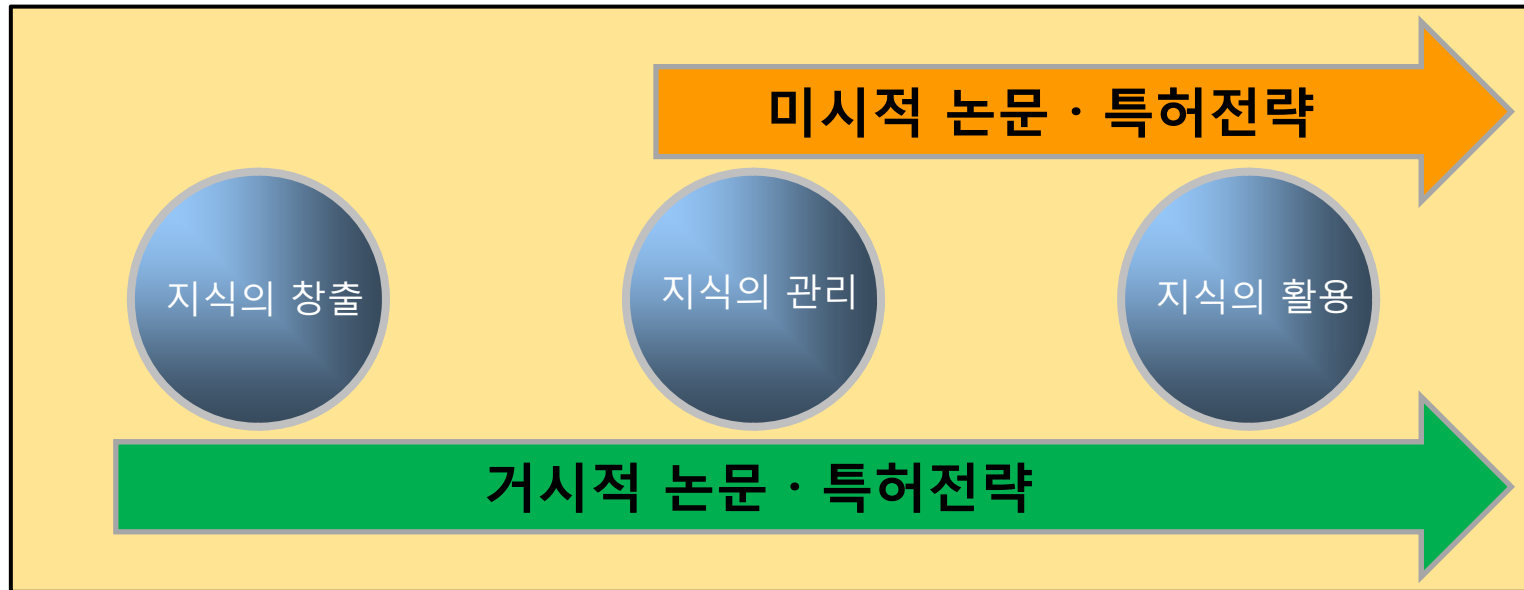 미시적 논문 · 특허전략
지식의 창출
지식의 관리
지식의 활용
거시적 논문 · 특허전략